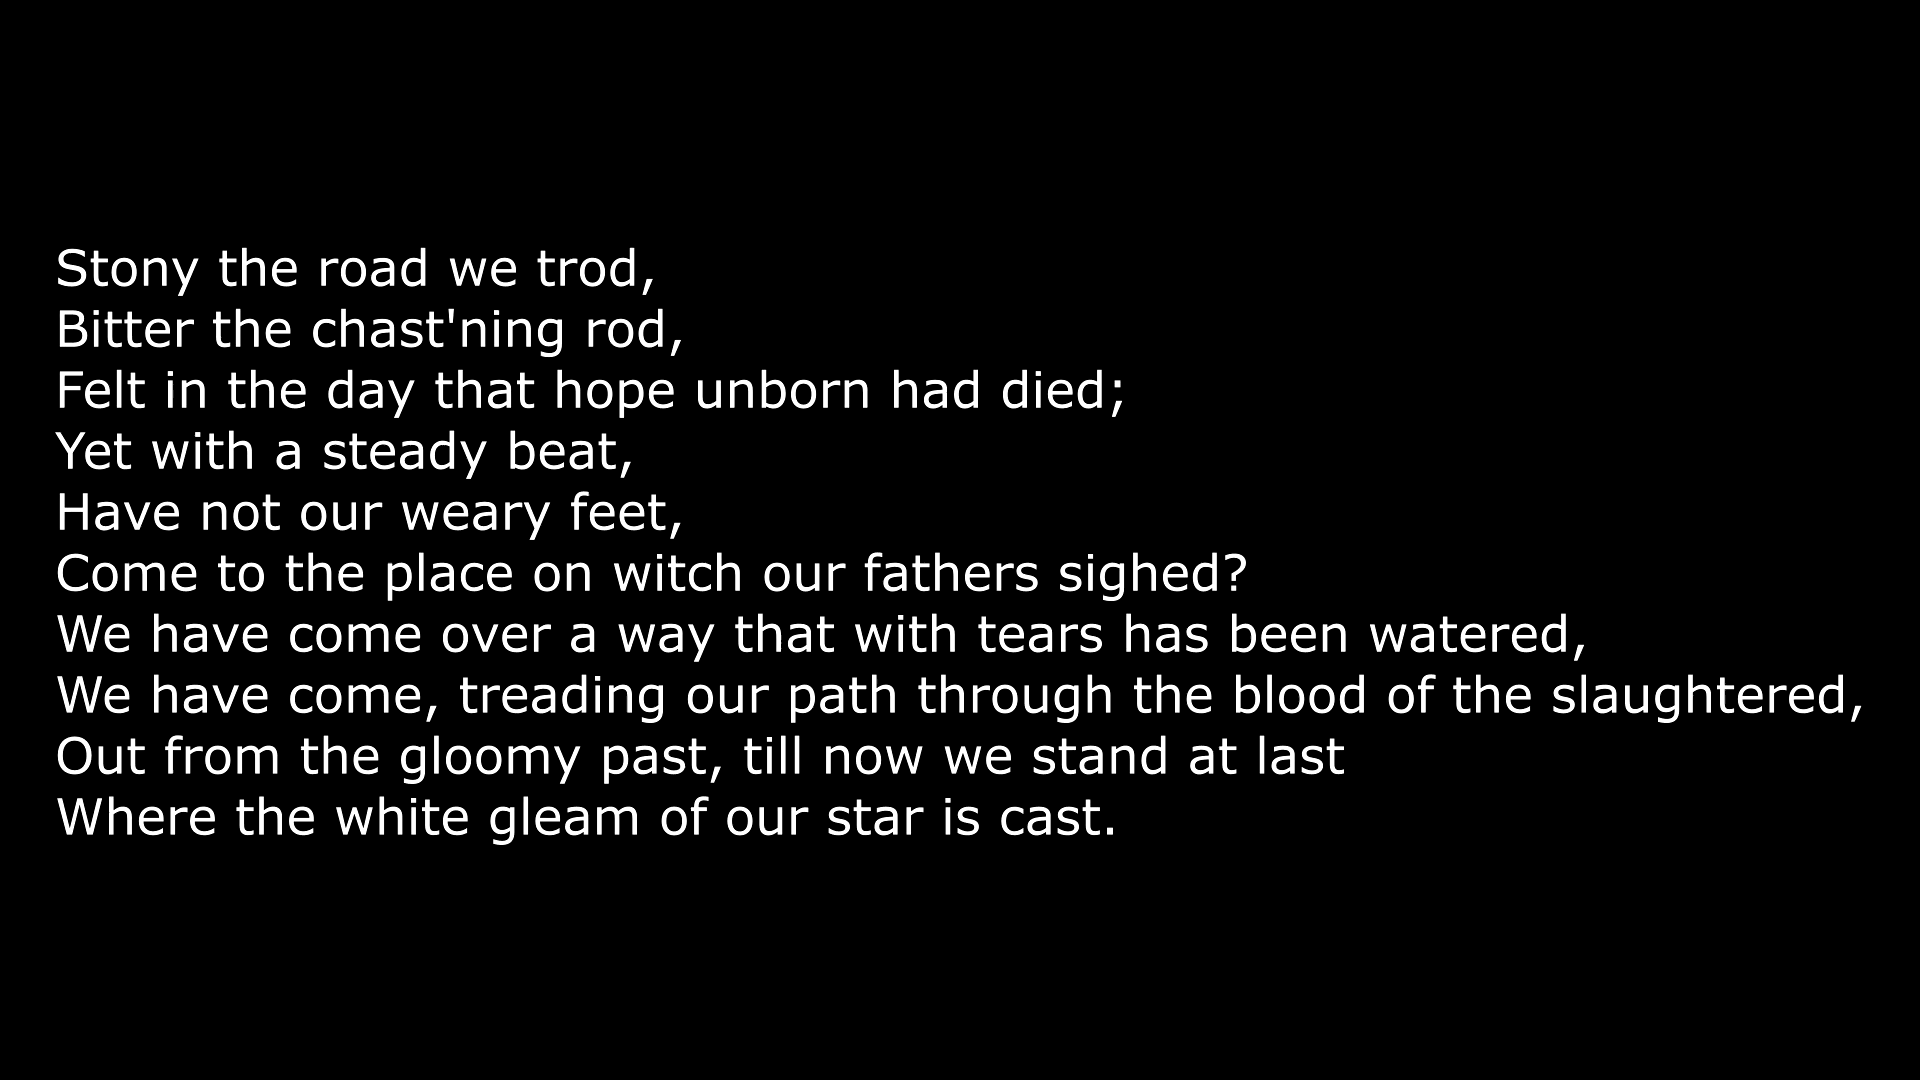 Stony the road we trod,
Bitter the chast'ning rod,
Felt in the day that hope unborn had died;
Yet with a steady beat,
Have not our weary feet,
Come to the place on witch our fathers sighed?
We have come over a way that with tears has been watered,
We have come, treading our path through the blood of the slaughtered,
Out from the gloomy past, till now we stand at last
Where the white gleam of our star is cast.